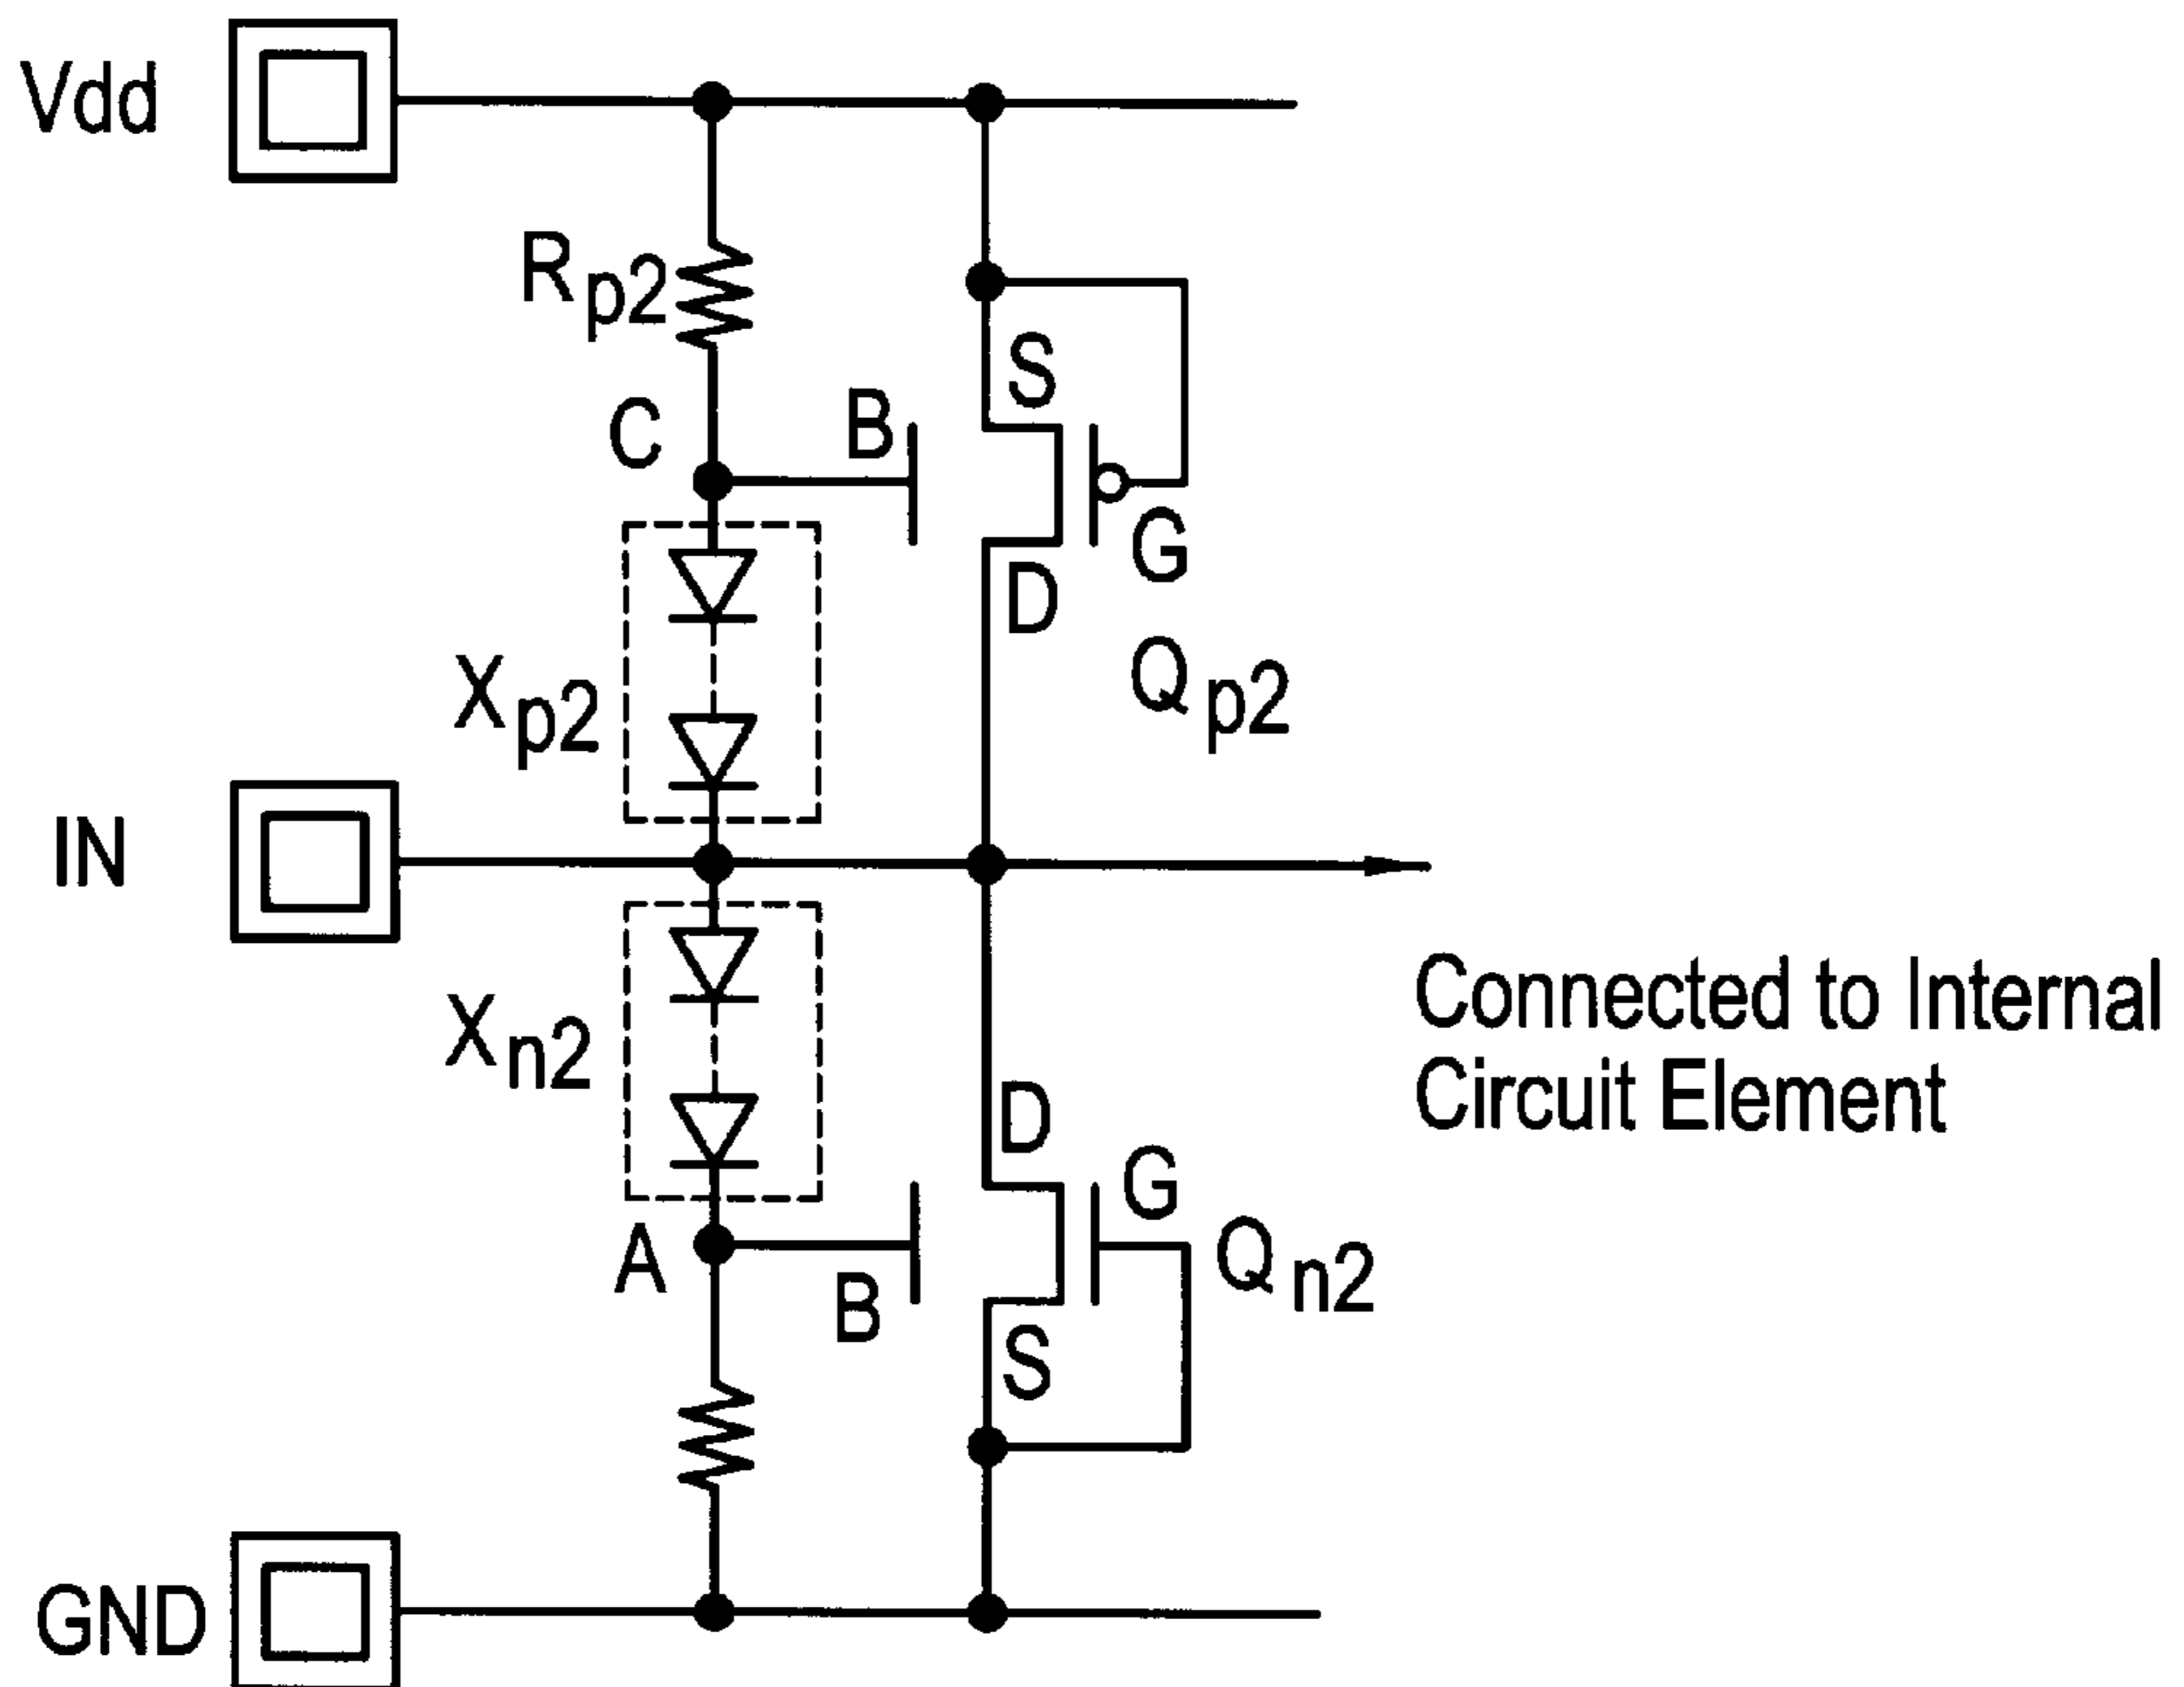 Vdd
Rp2
S
C
B
G
D
Xp2
Qp2
IN
Xn2
Connected to Internal
Circuit Element
D
G
A
B
Qn2
S
GND